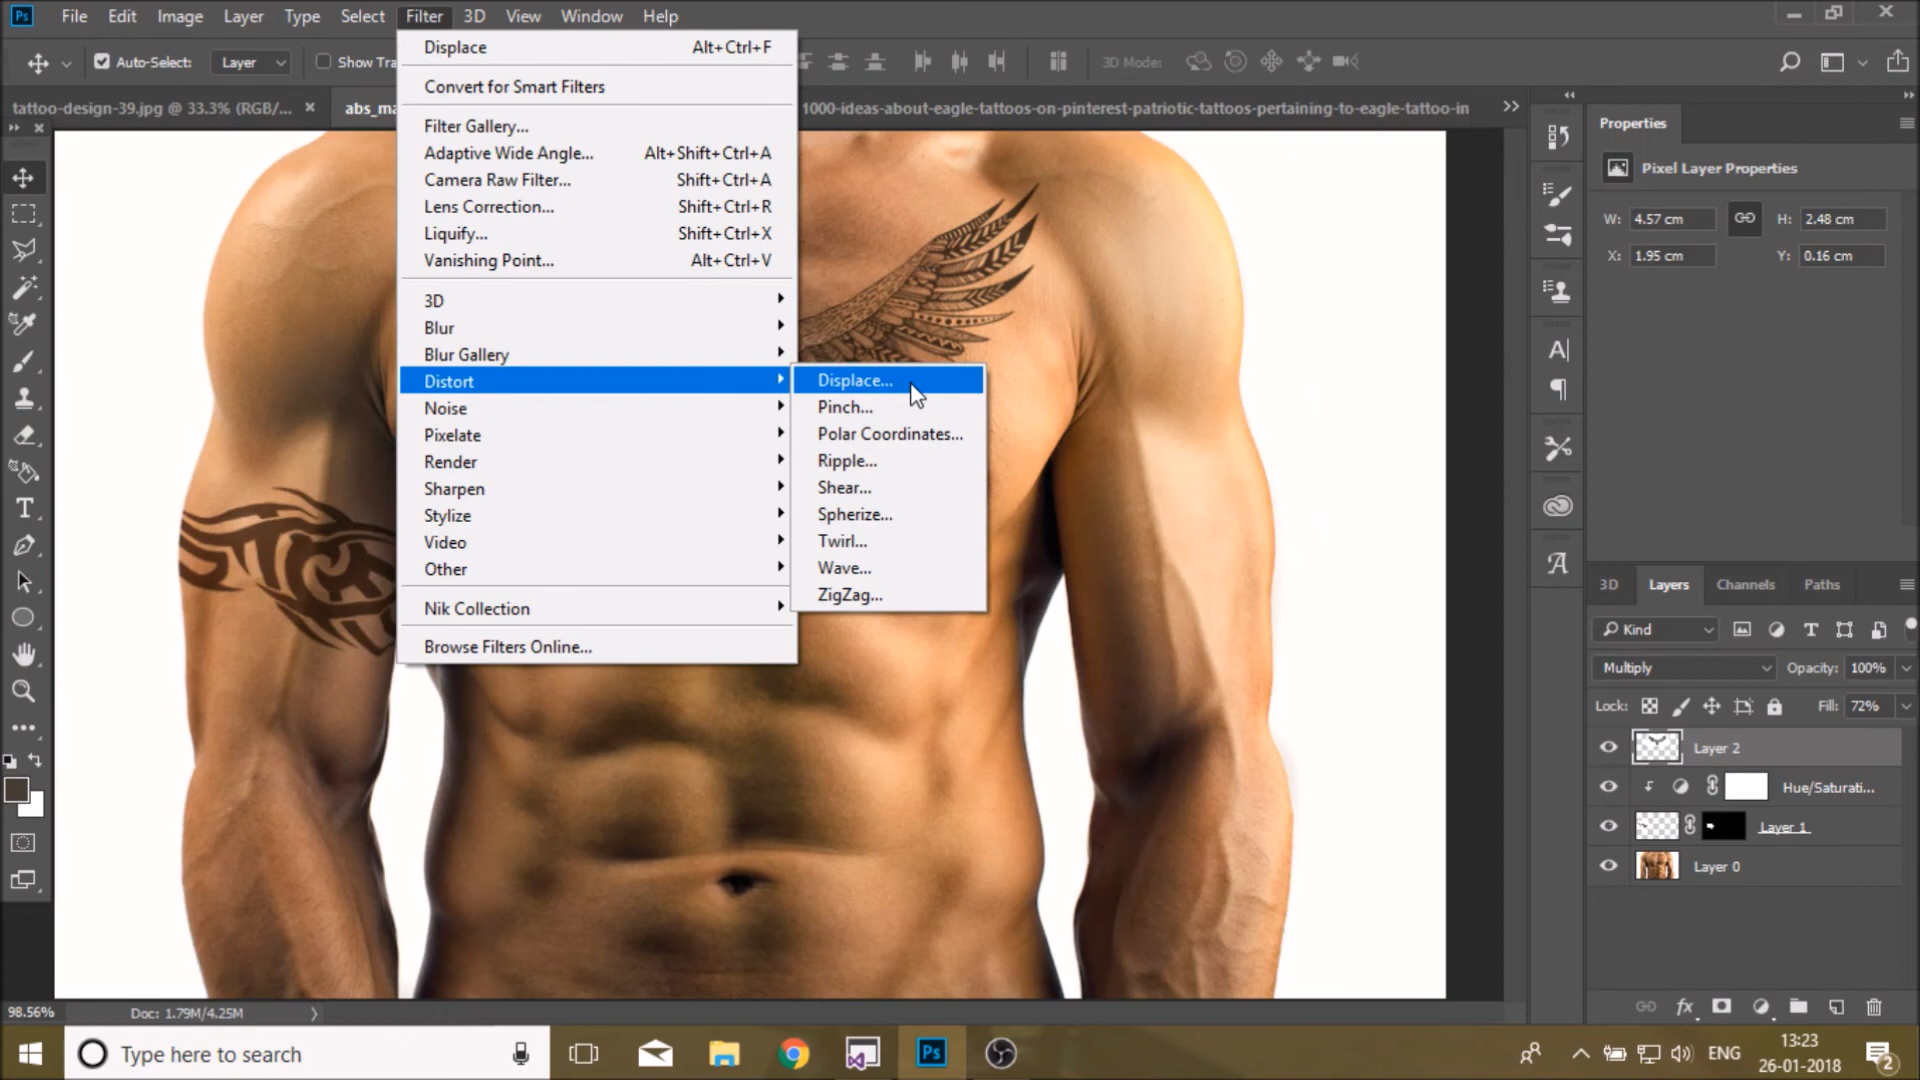 Ps File Edit Image Layer Type Select Filter 3D View Window Help
Auto-Select: Layer Show Tra 3D Mode:
tattoo-design-39.jpg @ 33.3% (RGB/... × abs_ma 1000-ideas-about-eagle-tattoos-on-pinterest-patriotic-tattoos-pertaining-to-eagle-tattoo-in
Displace Alt+Ctrl+F
Convert for Smart Filters
Filter Gallery...
Adaptive Wide Angle... Alt+Shift+Ctrl+A
Camera Raw Filter... Shift+Ctrl+A
Lens Correction... Shift+Ctrl+R
Liquify... Shift+Ctrl+X
Vanishing Point... Alt+Ctrl+V
3D
Blur
Blur Gallery
Distort
Noise
Pixelate
Render
Sharpen
Stylize
Video
Other
Nik Collection
Browse Filters Online...
Displace...
Pinch...
Polar Coordinates...
Ripple...
Shear...
Spherize...
Twirl...
Wave...
ZigZag...
Properties
Pixel Layer Properties
W: 4.57 cm H: 2.48 cm
X: 1.95 cm Y: 0.16 cm
3D Layers Channels Paths
Kind
Multiply Opacity: 100%
Lock: Fill: 72%
Layer 2
Hue/Saturati...
Layer 1
Layer 0
98.56% Doc: 1.79M/4.25M
Type here to search Ps ENG 13:23
26-01-2018 2